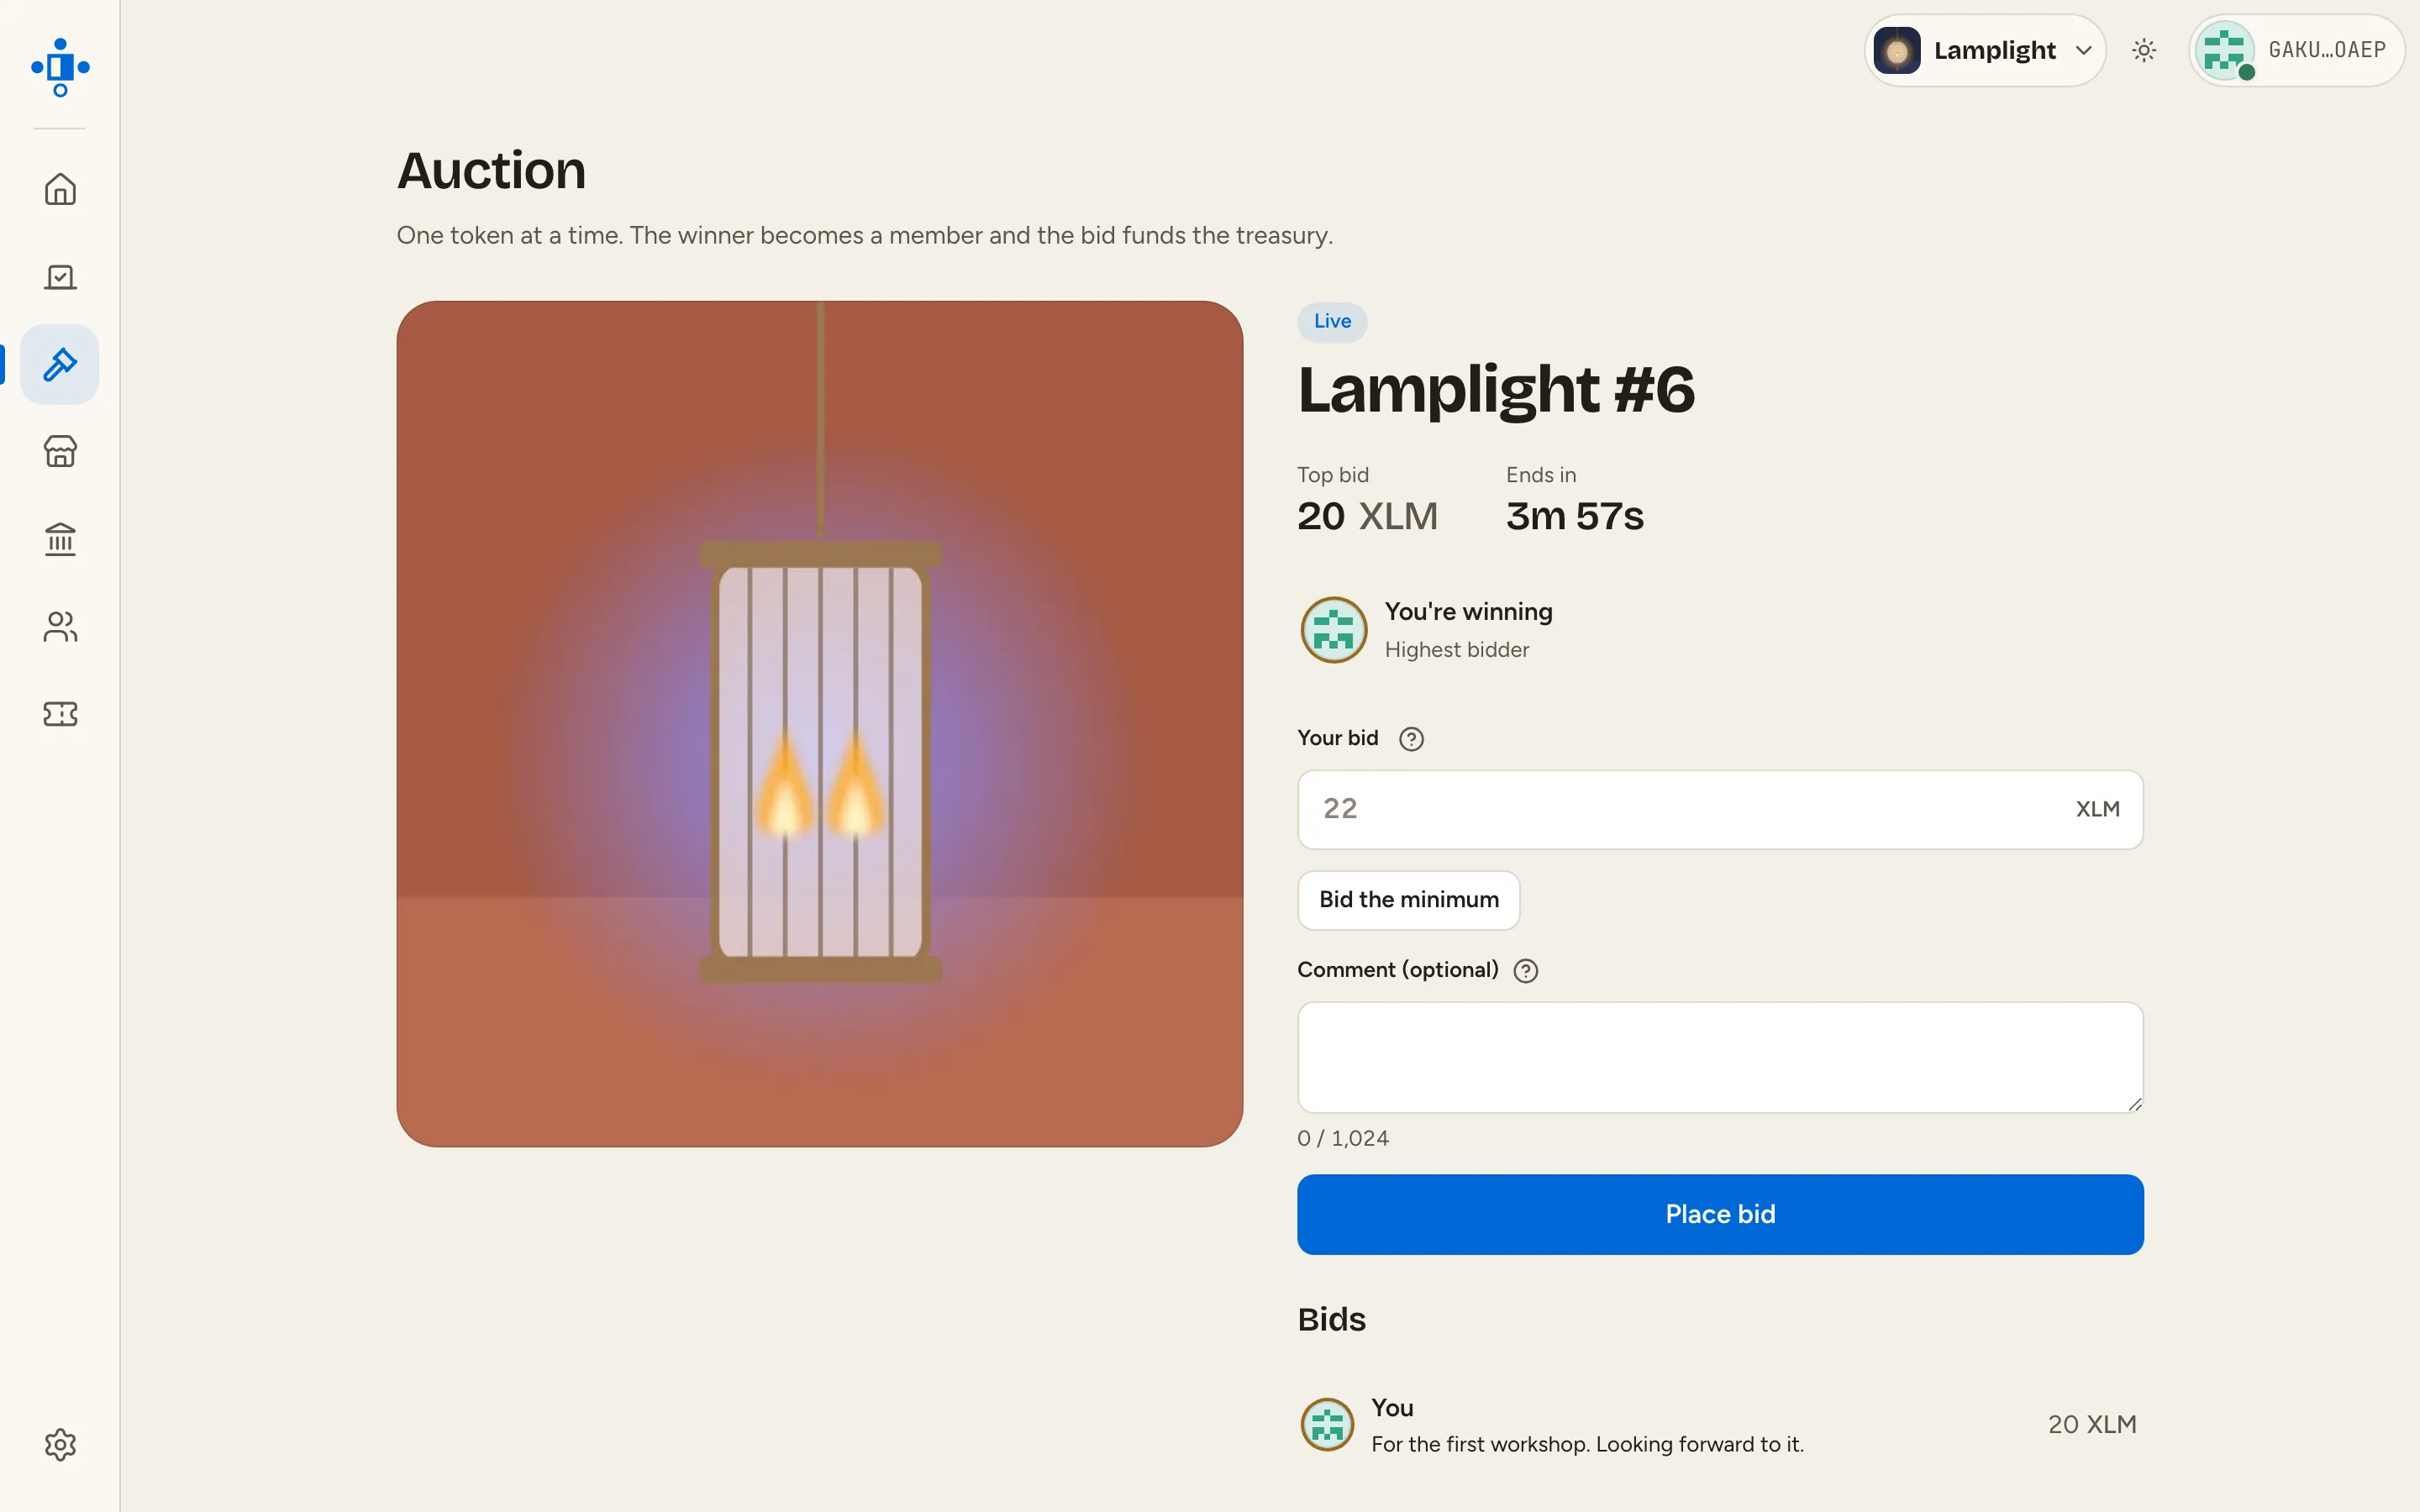 Lamplight
GAKU...OAEP
Auction
One token at a time. The winner becomes a member and the bid funds the treasury.
Live
Lamplight #6
Top bid
20 XLM
Ends in
3m 57s
You're winning
Highest bidder
Your bid
22
XLM
Bid the minimum
Comment (optional)
0 / 1,024
Place bid
Bids
You
For the first workshop. Looking forward to it.
20 XLM